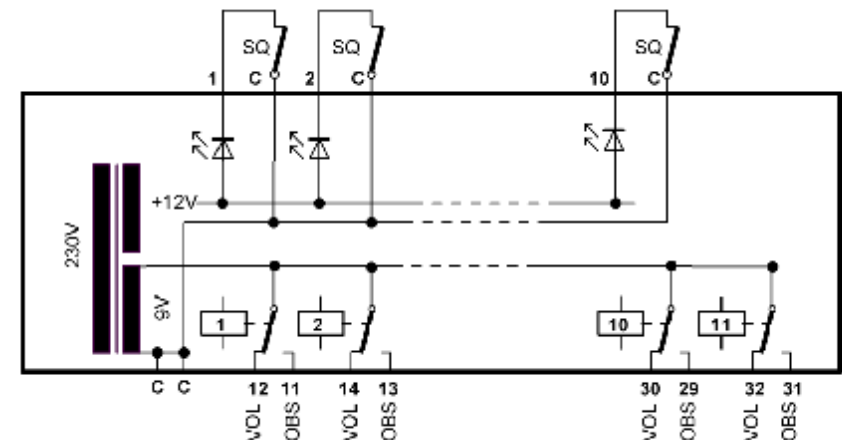 SQ SQ SQ
1 C 2 C 10 C
+12V
230V
9V
1 2 10 11
C C 12 11 14 13 30 29 32 31
VOL OBS VOL OBS VOL OBS VOL OBS